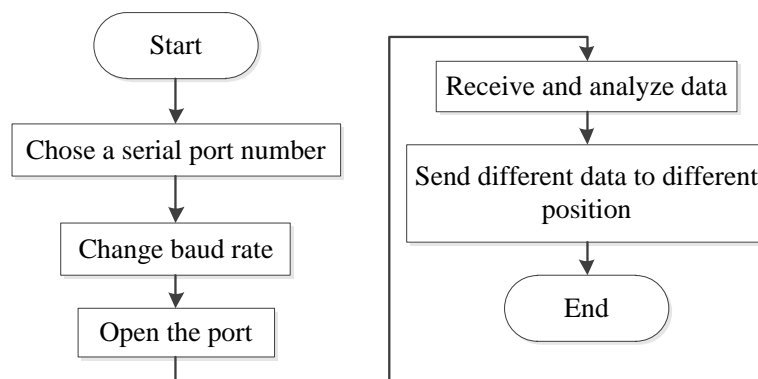 Start
Chose a serial port number
Change baud rate
Open the port
Receive and analyze data
Send different data to different
position
End